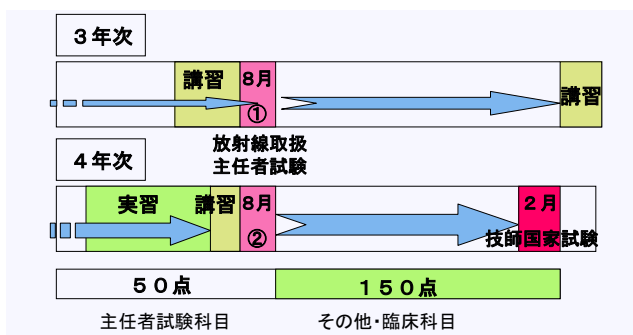 ３年次
講習
８月
①
講習
放射線取扱
主任者試験
４年次
実習
講習
８月
②
２月
技師国家試験
５０点
１５０点
主任者試験科目
その他・臨床科目